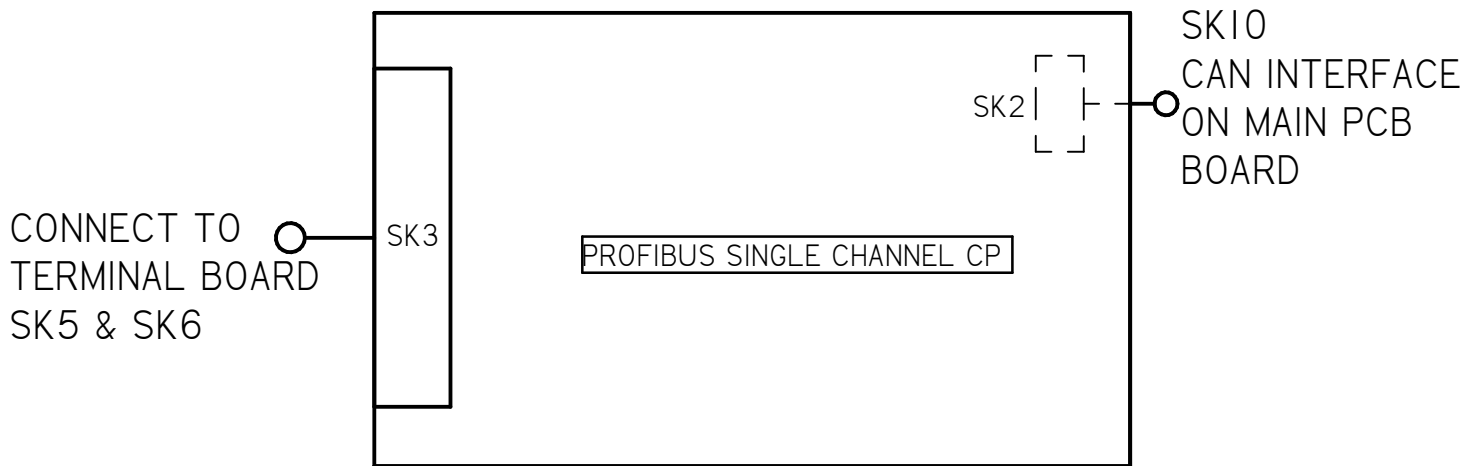 SK10
CAN INTERFACE
ON MAIN PCB
BOARD
SK2
CONNECT TO
TERMINAL BOARD
SK5 & SK6
SK3
PROFIBUS SINGLE CHANNEL CP